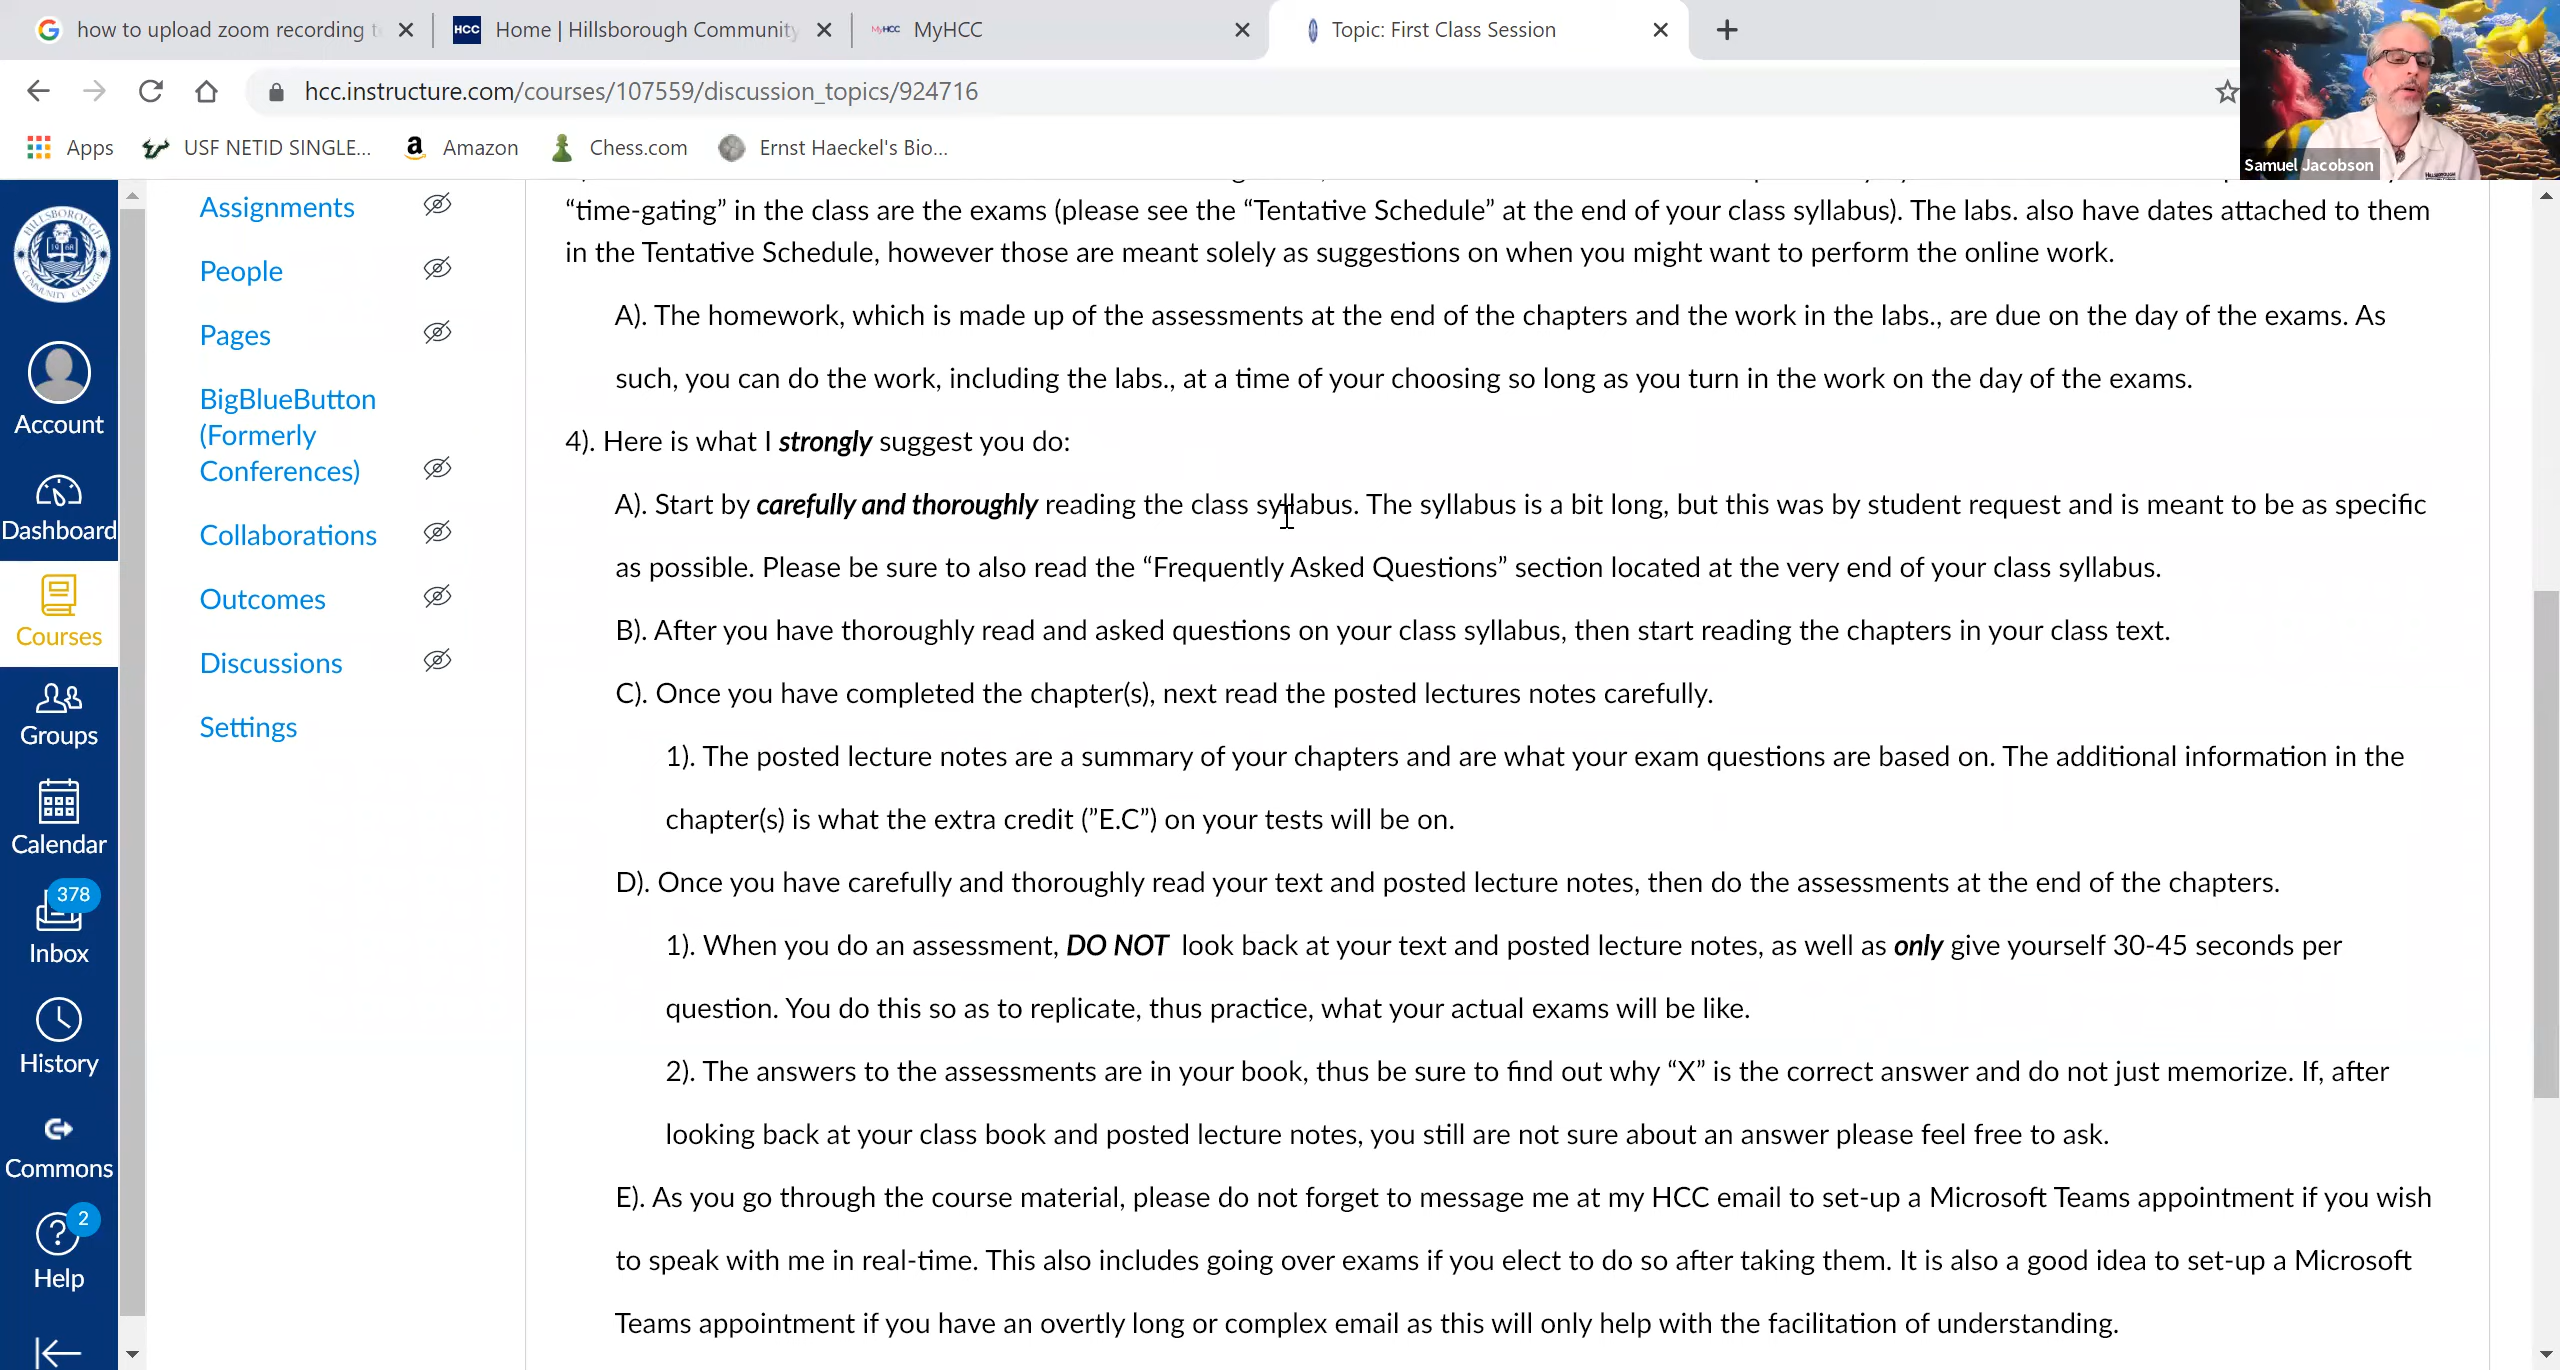 how to upload zoom recording t
Home | Hillsborough Community
MyHCC
MyHCC
Topic: First Class Session
hcc.instructure.com/courses/107559/discussion_topics/924716
Apps
USF NETID SINGLE...
Amazon
Chess.com
Ernst Haeckel's Bio...
Samuel Jacobson
Account
Dashboard
Courses
Groups
Calendar
378
Inbox
History
Commons
2
Help
Assignments
People
Pages
BigBlueButton
(Formerly
Conferences)
Collaborations
Outcomes
Discussions
Settings
“time-gating” in the class are the exams (please see the “Tentative Schedule” at the end of your class syllabus). The labs. also have dates attached to them
in the Tentative Schedule, however those are meant solely as suggestions on when you might want to perform the online work.
A). The homework, which is made up of the assessments at the end of the chapters and the work in the labs., are due on the day of the exams. As
such, you can do the work, including the labs., at a time of your choosing so long as you turn in the work on the day of the exams.
4). Here is what I strongly suggest you do:
A). Start by carefully and thoroughly reading the class syllabus. The syllabus is a bit long, but this was by student request and is meant to be as specific
as possible. Please be sure to also read the “Frequently Asked Questions” section located at the very end of your class syllabus.
B). After you have thoroughly read and asked questions on your class syllabus, then start reading the chapters in your class text.
C). Once you have completed the chapter(s), next read the posted lectures notes carefully.
1). The posted lecture notes are a summary of your chapters and are what your exam questions are based on. The additional information in the
chapter(s) is what the extra credit (”E.C”) on your tests will be on.
D). Once you have carefully and thoroughly read your text and posted lecture notes, then do the assessments at the end of the chapters.
1). When you do an assessment, DO NOT look back at your text and posted lecture notes, as well as only give yourself 30-45 seconds per
question. You do this so as to replicate, thus practice, what your actual exams will be like.
2). The answers to the assessments are in your book, thus be sure to find out why “X” is the correct answer and do not just memorize. If, after
looking back at your class book and posted lecture notes, you still are not sure about an answer please feel free to ask.
E). As you go through the course material, please do not forget to message me at my HCC email to set-up a Microsoft Teams appointment if you wish
to speak with me in real-time. This also includes going over exams if you elect to do so after taking them. It is also a good idea to set-up a Microsoft
Teams appointment if you have an overtly long or complex email as this will only help with the facilitation of understanding.